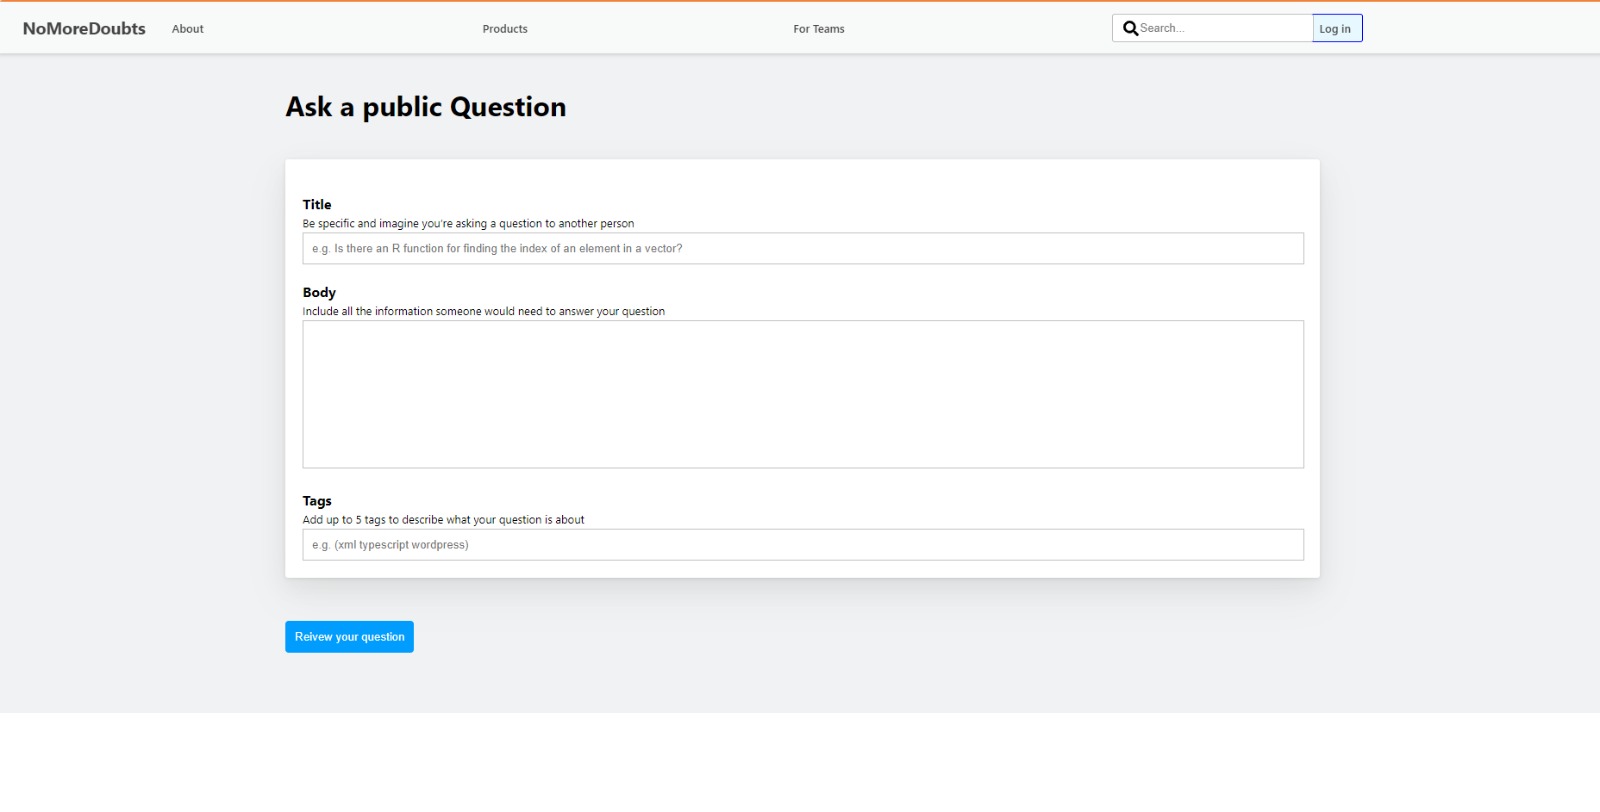 NoMoreDoubts About Products For Teams Search... Log in
Ask a public Question
Title
Be specific and imagine you're asking a question to another person
e.g. Is there an R function for finding the index of an element in a vector?
Body
Include all the information someone would need to answer your question
Tags
Add up to 5 tags to describe what your question is about
e.g. (xml typescript wordpress)
Reivew your question